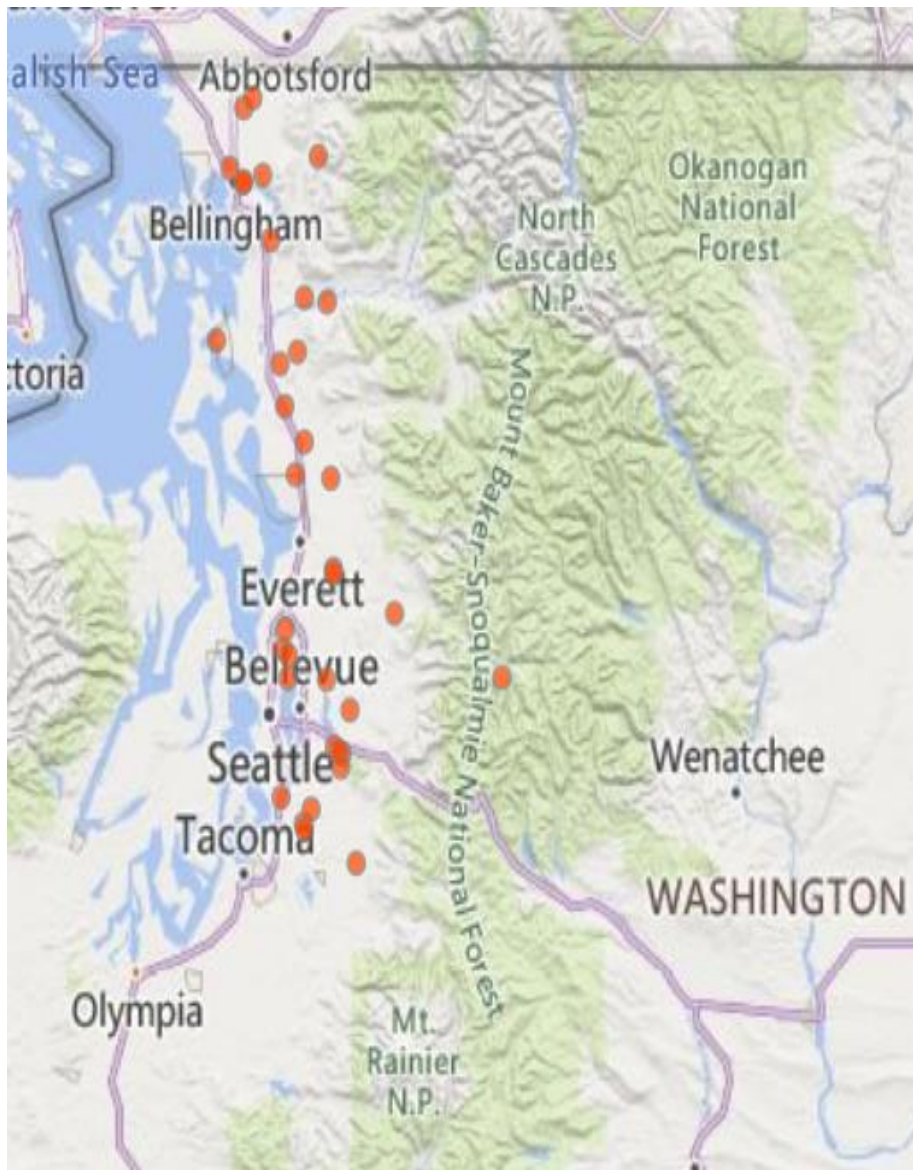 alish Sea
Abbotsford
Okanogan
National
Forest
North
Cascades
N.P.
Bellingham
ctoria
Mount Baker-Snoqualmie National Forest
Everett
Bellevue
Seattle
Wenatchee
Tacoma
WASHINGTON
Olympia
Mt.
Rainier
N.P.